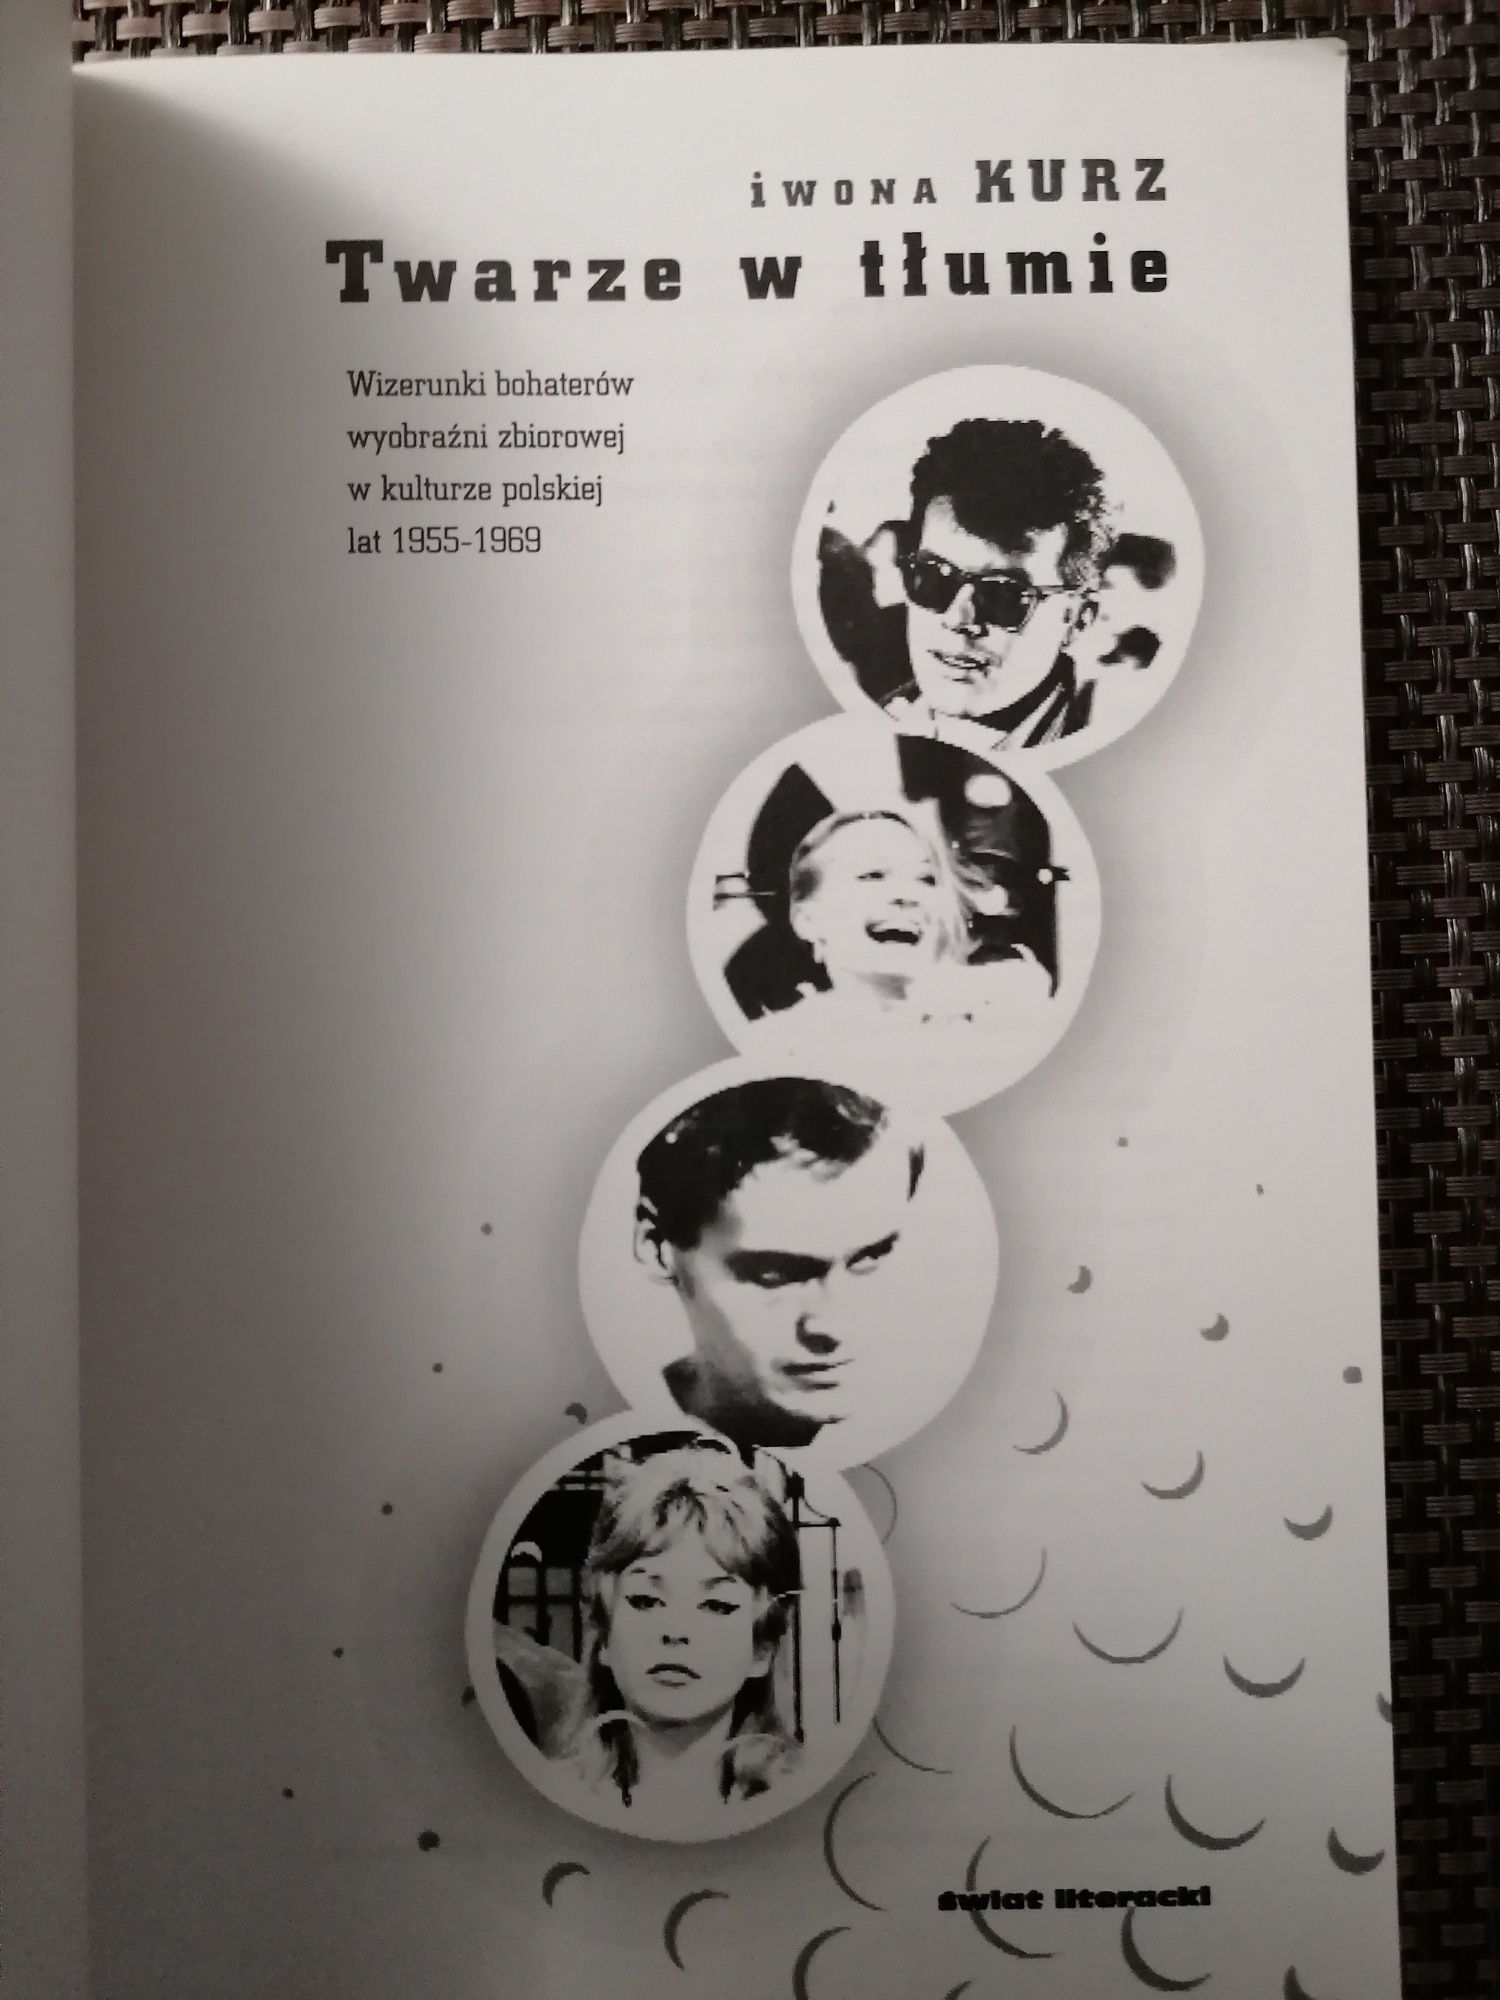 iwona KURZ
Twarze w tłumie
Wizerunki bohaterów
wyobraźni zbiorowej
w kulturze polskiej
lat 1955-1969
świat literacki